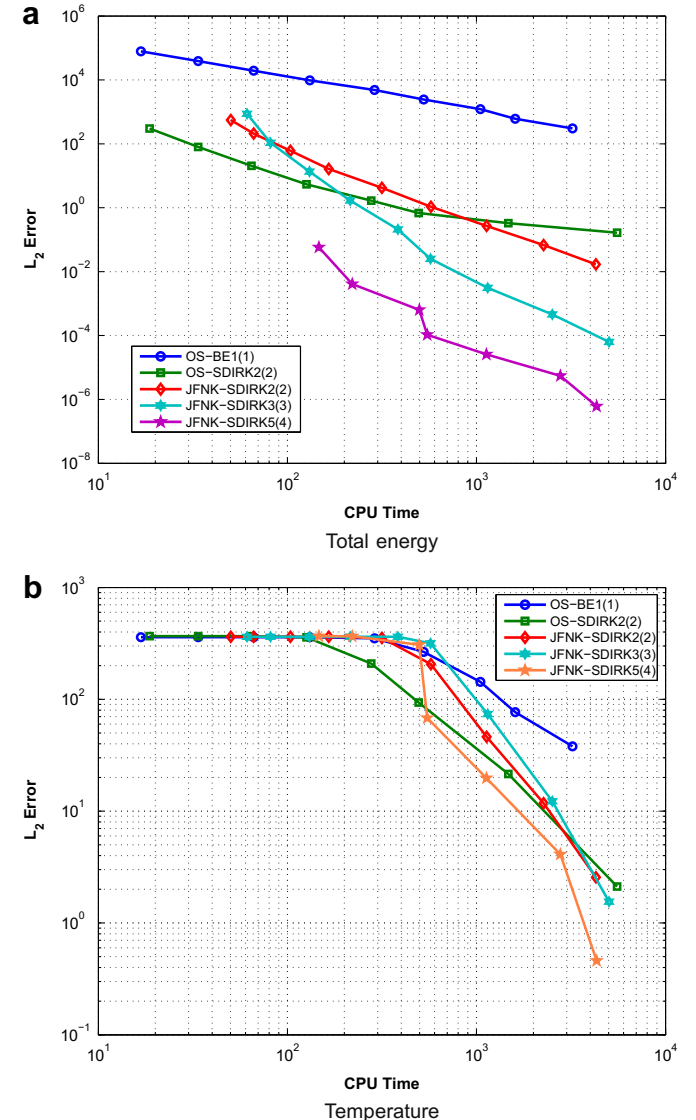 a
10^6
10^4
10^2
10^0
10^−2
10^−4
10^−6
10^−8
L_2 Error
OS−BE1(1)
OS−SDIRK2(2)
JFNK−SDIRK2(2)
JFNK−SDIRK3(3)
JFNK−SDIRK5(4)
10^1
10^2
10^3
10^4
CPU Time
Total energy
b
10^3
10^2
10^1
10^0
10^−1
L_2 Error
OS−BE1(1)
OS−SDIRK2(2)
JFNK−SDIRK2(2)
JFNK−SDIRK3(3)
JFNK−SDIRK5(4)
10^1
10^2
10^3
10^4
CPU Time
Temperature